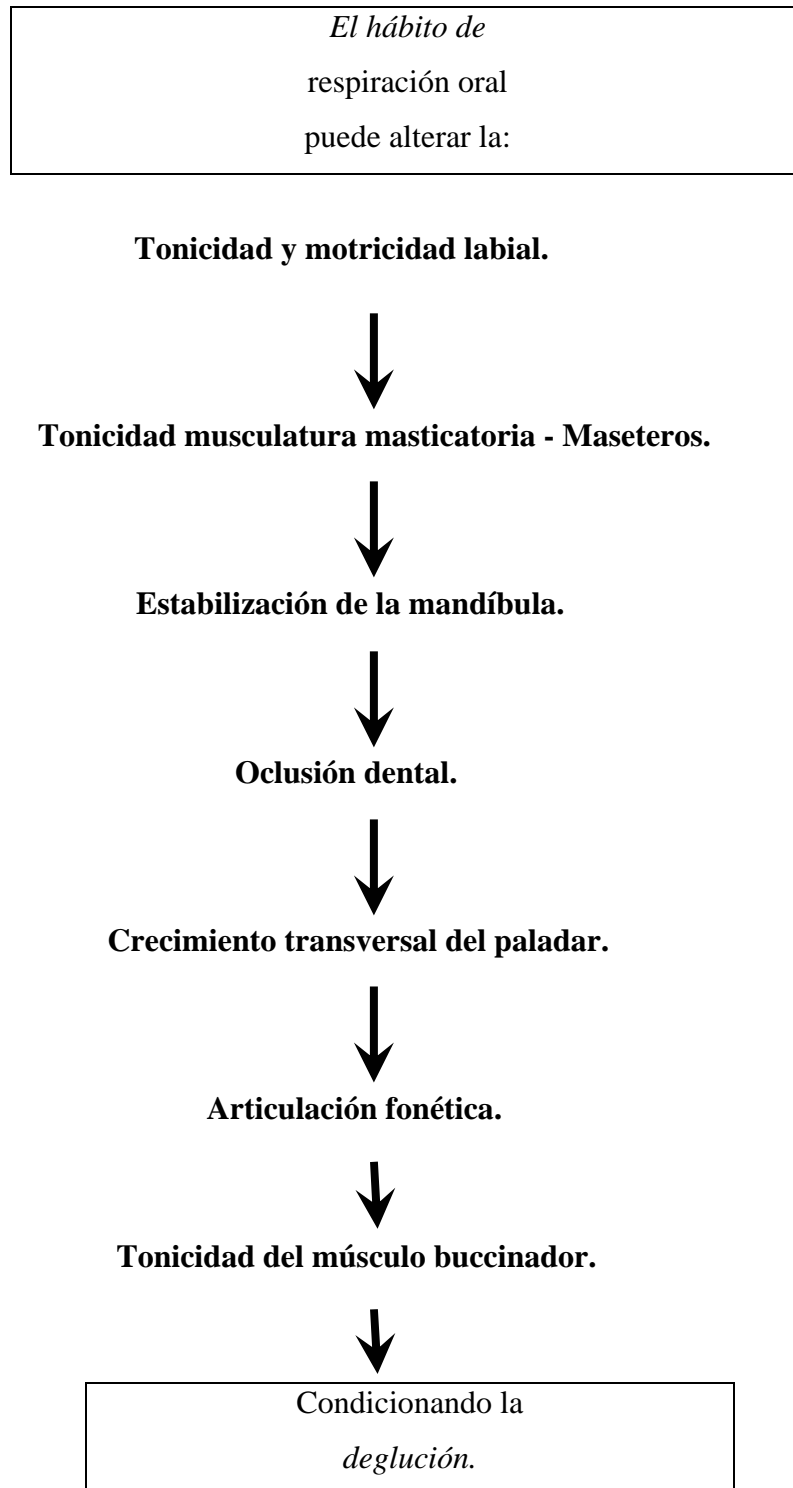 El hábito de
respiración oral
puede alterar la:
Tonicidad y motricidad labial.
Tonicidad musculatura masticatoria - Maseteros.
Estabilización de la mandíbula.
Oclusión dental.
Crecimiento transversal del paladar.
Articulación fonética.
Tonicidad del músculo buccinador.
Condicionando la
deglución.